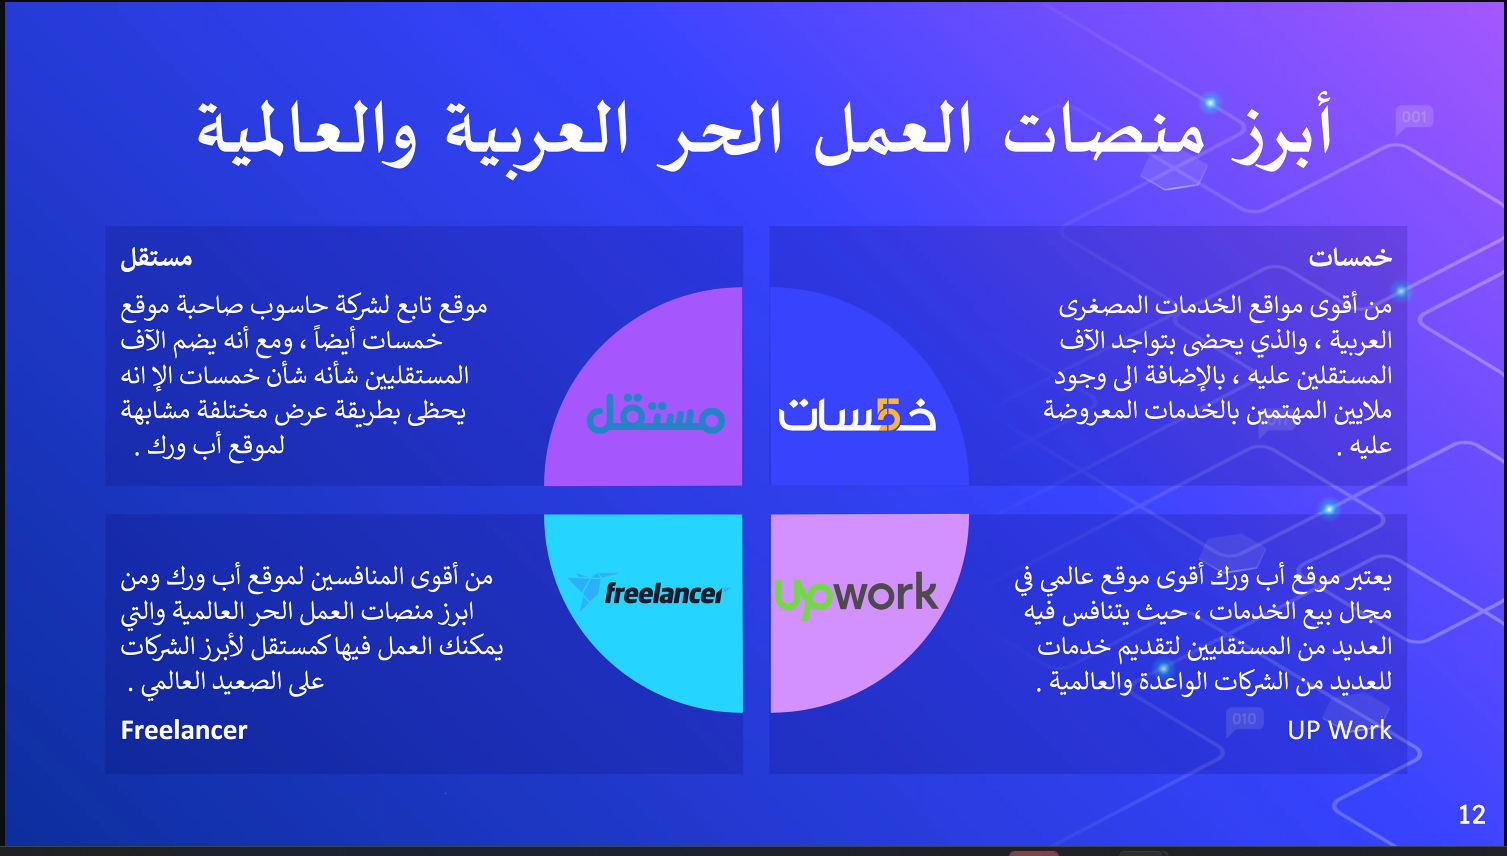 أبرز منصات العمل الحر العربية والعالمية
001
خمسات
من أقوى مواقع الخدمات المصغرى
العربية ، والذي يحضى بتواجد الآف
المستقلين عليه ، بالإضافة الى وجود
ملايين المهتمين بالخدمات المعروضة
عليه .
خ5سات
مستقل
موقع تابع لشركة حاسوب صاحبة موقع
خمسات أيضاً ، ومع أنه يضم الآف
المستقليين شأنه شأن خمسات الإ انه
يحظى بطريقة عرض مختلفة مشابهة
لموقع أب ورك .
مستقل
يعتبر موقع أب ورك أقوى موقع عالمي في
مجال بيع الخدمات ، حيث يتنافس فيه
العديد من المستقليين لتقديم خدمات
للعديد من الشركات الواعدة والعالمية .
UP Work
upwork
010
من أقوى المنافسين لموقع أب ورك ومن
ابرز منصات العمل الحر العالمية والتي
يمكنك العمل فيها كمستقل لأبرز الشركات
على الصعيد العالمي .
Freelancer
freelancer
12